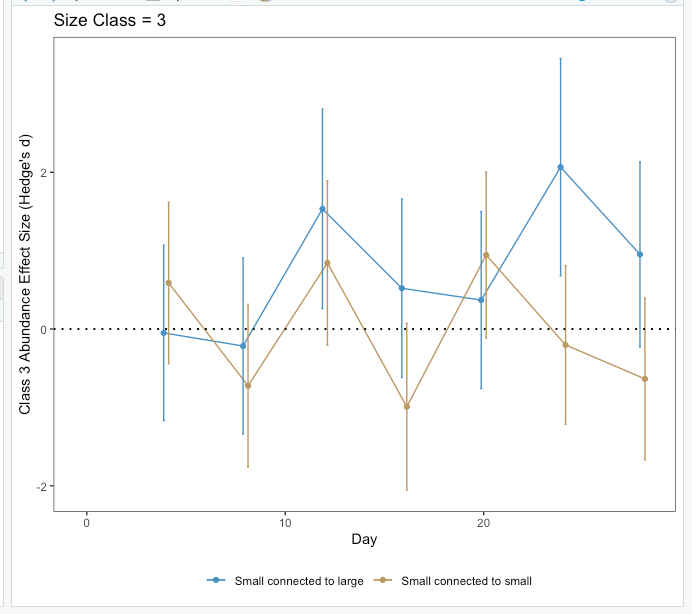 Size Class = 3
Class 3 Abundance Effect Size (Hedge's d)
2
0
-2
0
10
20
Day
Small connected to large
Small connected to small